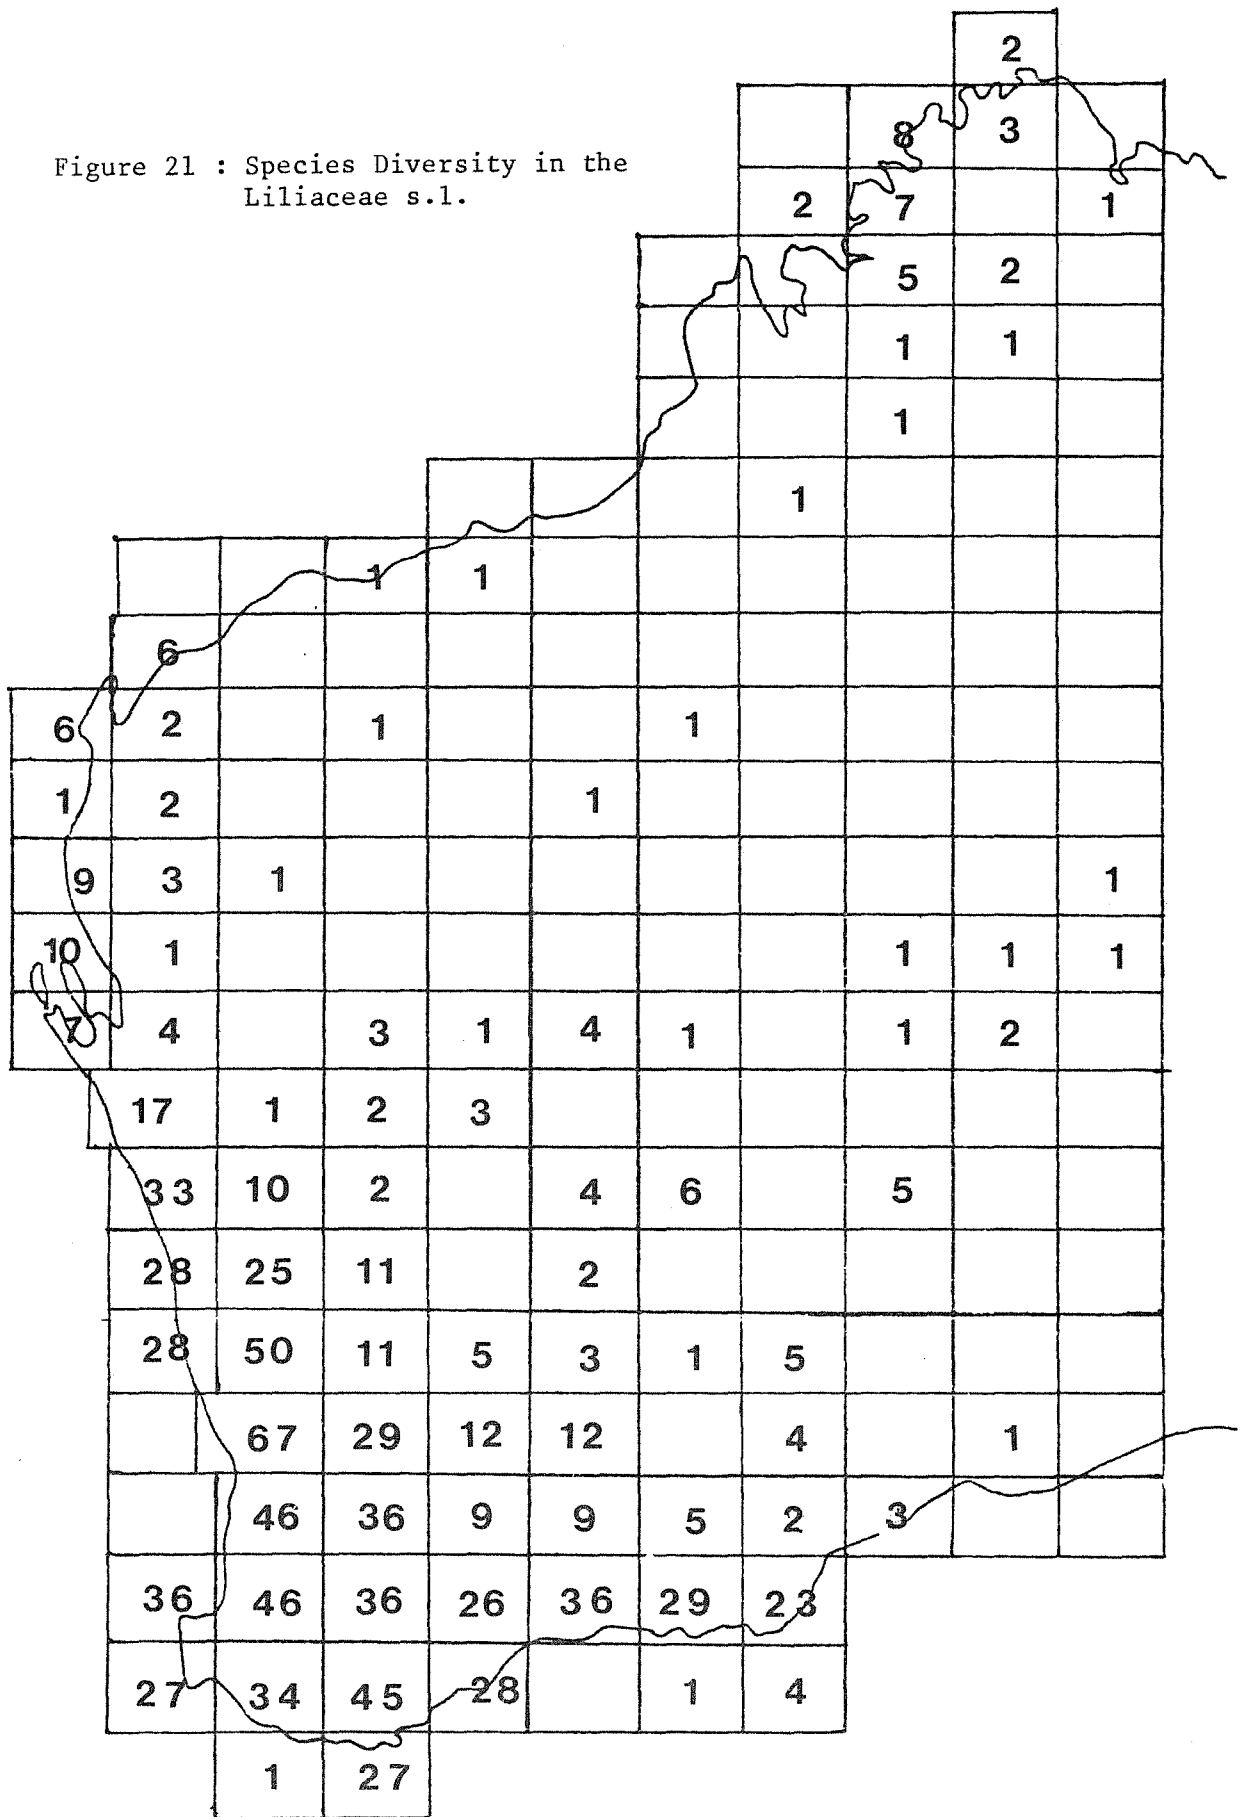 2
8 3
Figure 21 : Species Diversity in the
Liliaceae s.l.
2 7 1
5 2
1 1
1
1
1 1
6
6 2 1 1
1 2 1
9 3 1 1
10 1 1 1 1
7 4 3 1 4 1 1 2
17 1 2 3
33 10 2 4 6 5
28 25 11 2
28 50 11 5 3 1 5
67 29 12 12 4 1
46 36 9 9 5 2 3
36 46 36 26 36 29 23
27 34 45 28 1 4
1 27